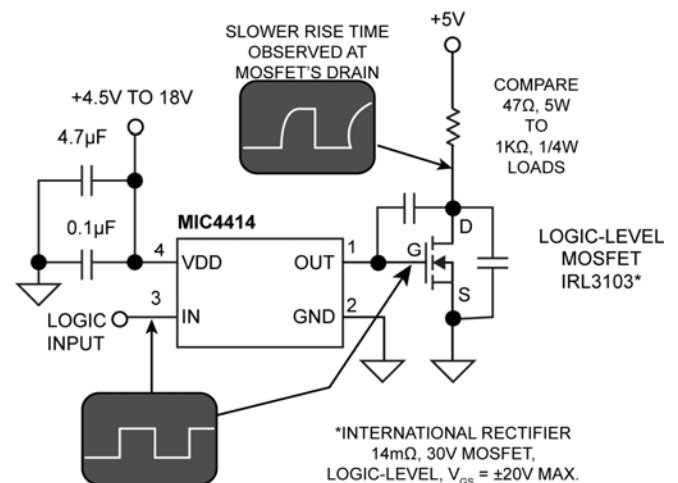 SLOWER RISE TIME
OBSERVED AT
MOSFET'S DRAIN
+5V
+4.5V TO 18V
4.7µF
0.1µF
COMPARE
47Ω, 5W
TO
1KΩ, 1/4W
LOADS
MIC4414
4
VDD
OUT
1
3
IN
GND
2
LOGIC
INPUT
D
G
S
LOGIC-LEVEL
MOSFET
IRL3103*
*INTERNATIONAL RECTIFIER
14mΩ, 30V MOSFET,
LOGIC-LEVEL, VGS = ±20V MAX.